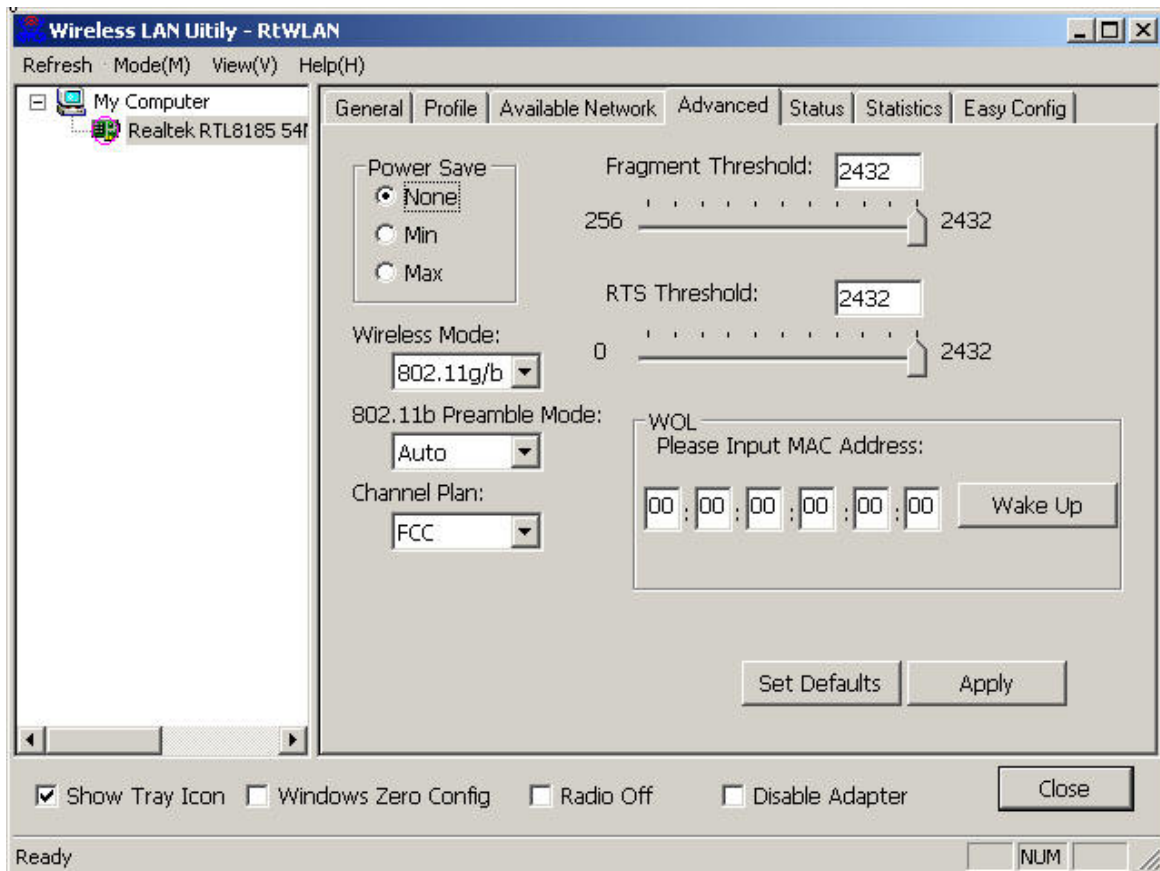 Wireless LAN Uitily - RtWLAN
Refresh Mode(M) View(V) Help(H)
My Computer
Realtek RTL8185 54
General Profile Available Network Advanced Status Statistics Easy Config
Power Save
None
Min
Max
Fragment Threshold: 2432
256 2432
RTS Threshold: 2432
0 2432
Wireless Mode:
802.11g/b
802.11b Preamble Mode:
Auto
Channel Plan:
FCC
WOL
Please Input MAC Address:
00 : 00 : 00 : 00 : 00 : 00 Wake Up
Set Defaults Apply
Show Tray Icon Windows Zero Config Radio Off Disable Adapter Close
Ready NUM